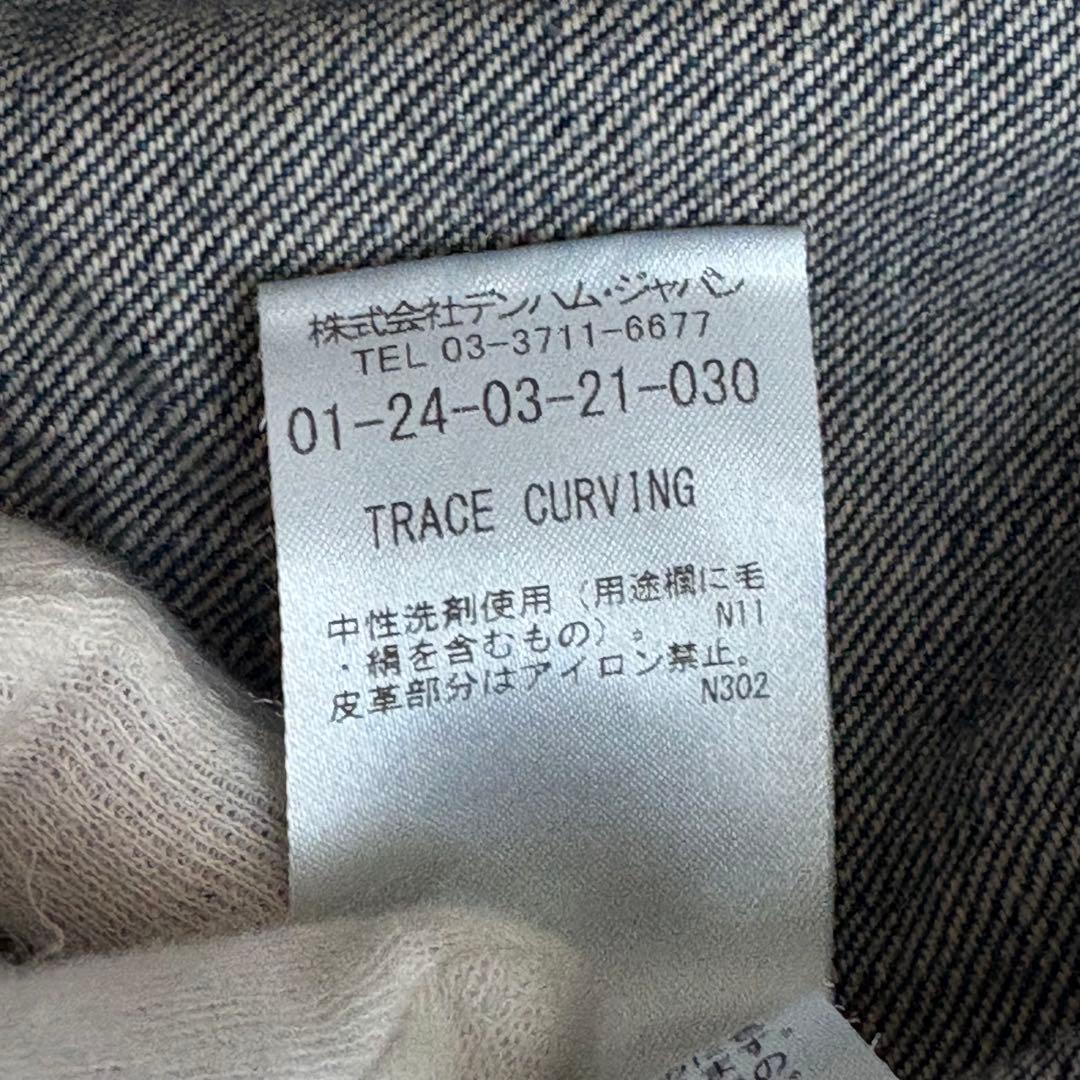 株式会社デンハム・ジャパン
TEL 03-3711-6677
01-24-03-21-030
TRACE CURVING
中性洗剤使用（用途欄に毛
・絹を含むもの）。 N11
皮革部分はアイロン禁止。
N302